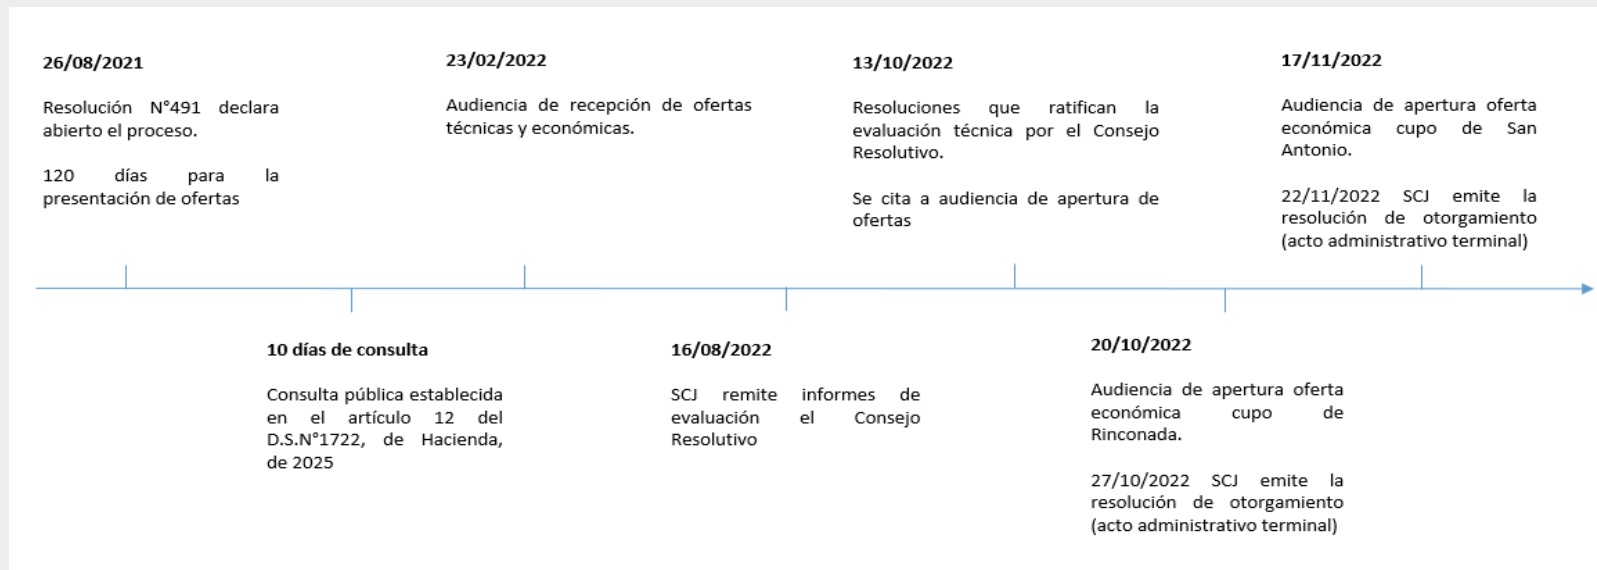 26/08/2021
Resolución N°491 declara
abierto el proceso.
120 días para la
presentación de ofertas
10 días de consulta
Consulta pública establecida
en el artículo 12 del
D.S.N°1722, de Hacienda,
de 2025
23/02/2022
Audiencia de recepción de ofertas
técnicas y económicas.
16/08/2022
SCJ remite informes de
evaluación el Consejo
Resolutivo
13/10/2022
Resoluciones que ratifican la
evaluación técnica por el Consejo
Resolutivo.
Se cita a audiencia de apertura de
ofertas
20/10/2022
Audiencia de apertura oferta
económica cupo de
Rinconada.
27/10/2022 SCJ emite la
resolución de otorgamiento
(acto administrativo terminal)
17/11/2022
Audiencia de apertura oferta
económica cupo de San
Antonio.
22/11/2022 SCJ emite la
resolución de otorgamiento
(acto administrativo terminal)